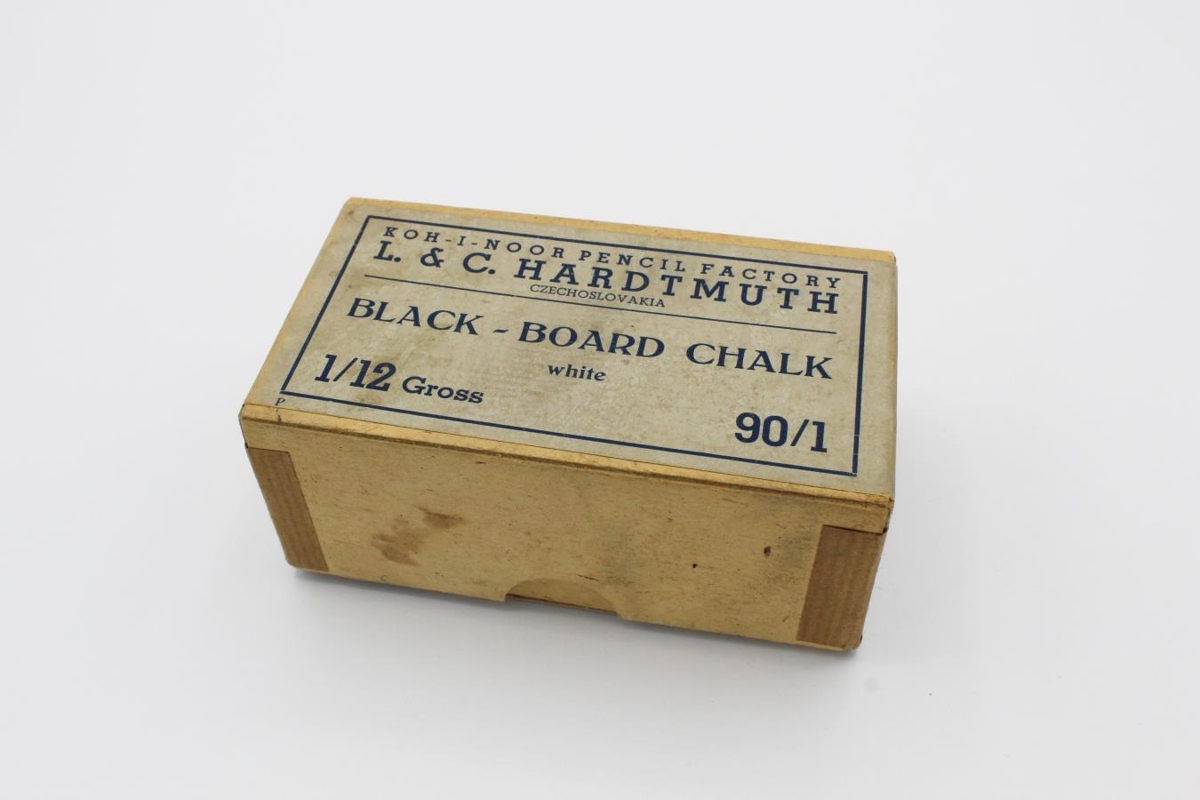 KOH-I-NOOR PENCIL FACTORY
L. & C. HARDTMUTH
CZECHOSLOVAKIA
BLACK-BOARD CHALK
white
1/12 Gross
90/1
P